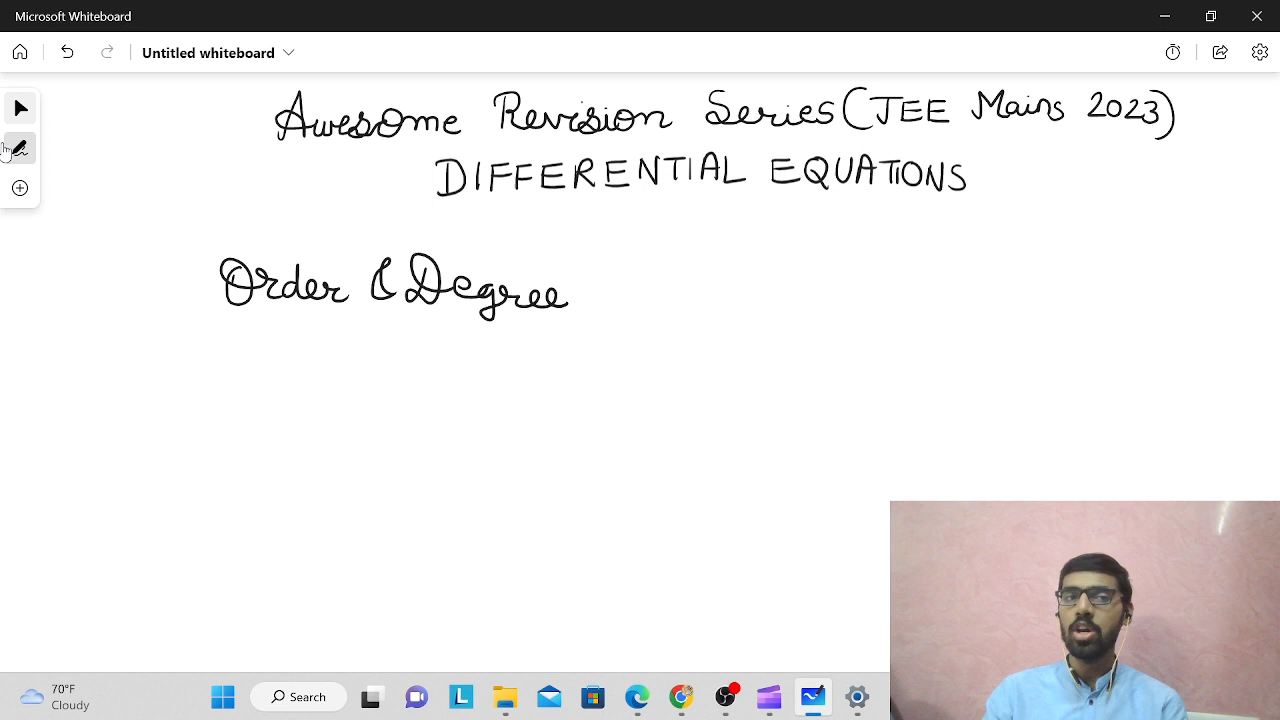 Microsoft Whiteboard
Untitled whiteboard
Awesome Revision Series (JEE Mains 2023)
DIFFERENTIAL EQUATIONS
Order & Degree
70°F
Cloudy
Search
L